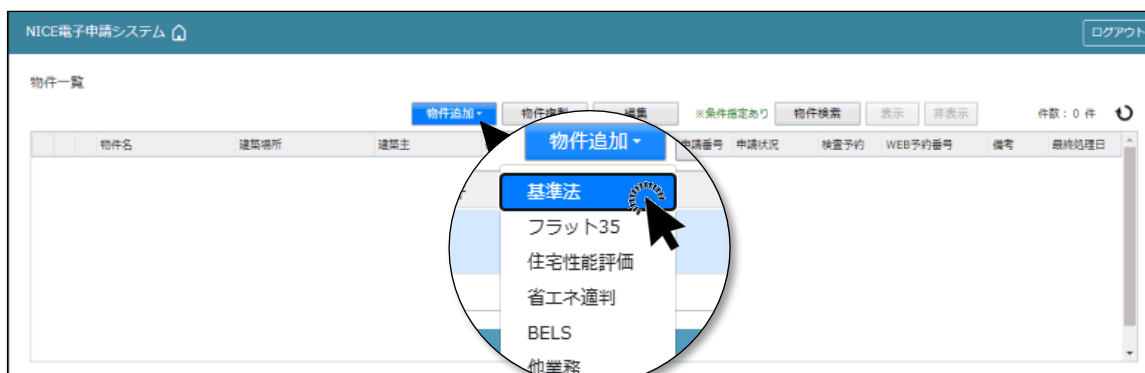 NICE電子申請システム
ログアウト
物件一覧
物件追加 物件複製 編集 ※条件指定あり 物件検索 表示 非表示 件数：0 件
物件名 建築場所 建築主 申請番号 申請状況 検査予約 WEB予約番号 備考 最終処理日
物件追加
基準法
フラット35
住宅性能評価
省エネ適判
BELS
他業務